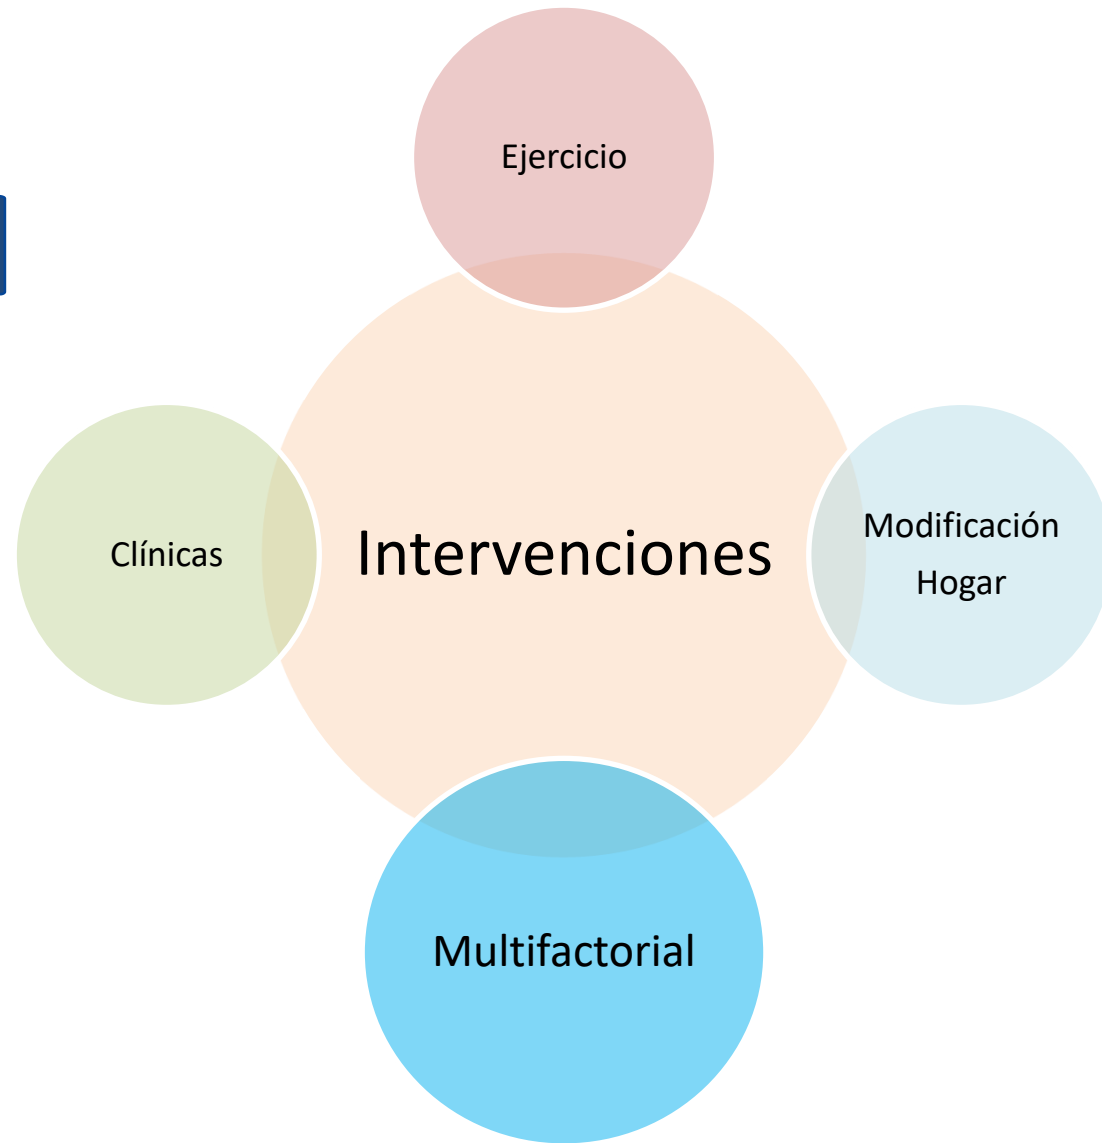 Ejercicio
Clínicas
Intervenciones
Modificación
Hogar
Multifactorial